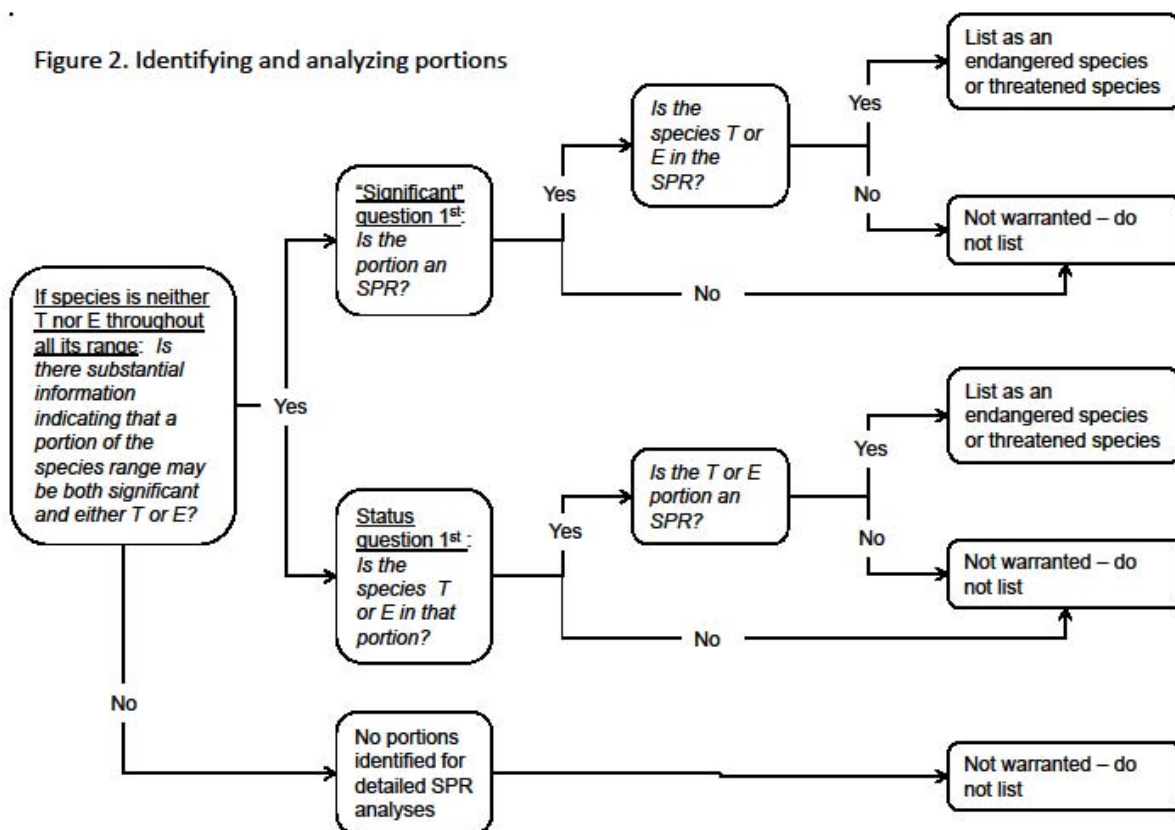 Figure 2. Identifying and analyzing portions
If species is neither
T nor E throughout
all its range: Is
there substantial
information
indicating that a
portion of the
species range may
be both significant
and either T or E?
Yes
No
"Significant"
question 1st:
Is the
portion an
SPR?
Yes
No
Is the
species T or
E in the
SPR?
Yes
No
List as an
endangered species
or threatened species
Not warranted – do
not list
Status
question 1st :
Is the
species T
or E in that
portion?
Yes
No
Is the T or E
portion an
SPR?
Yes
No
List as an
endangered species
or threatened species
Not warranted – do
not list
No portions
identified for
detailed SPR
analyses
Not warranted – do
not list